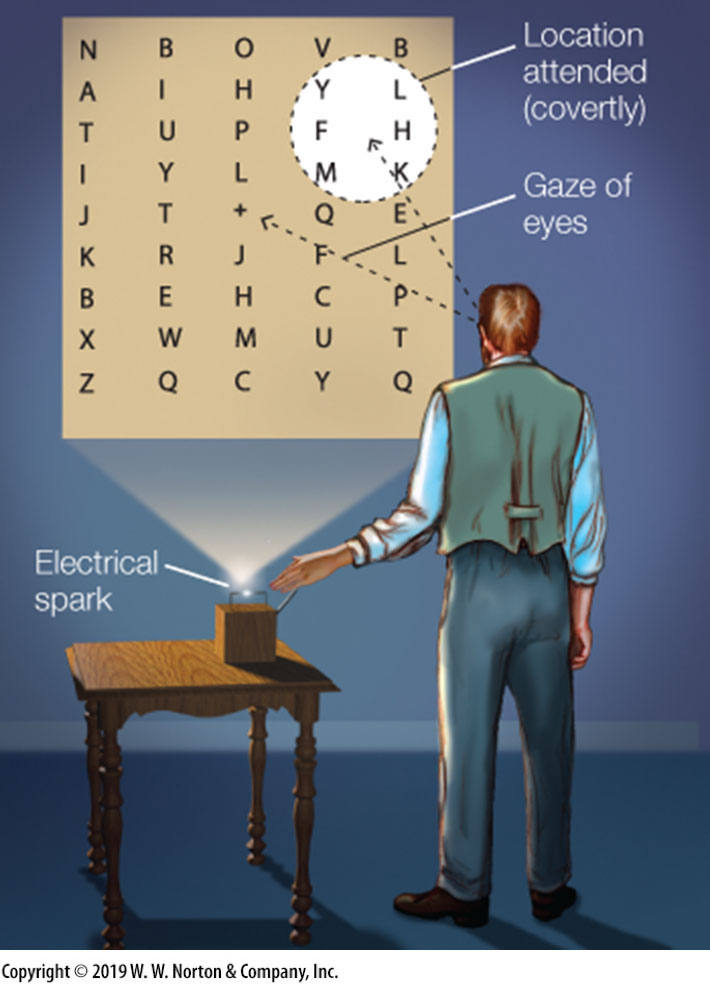 N B O V B
A I H Y L
T U P F H
I Y L M K
J T + Q E
K R J F L
B E H C P
X W M U T
Z Q C Y Q
Location
attended
(covertly)
Gaze of
eyes
Electrical
spark
Copyright © 2019 W. W. Norton & Company, Inc.